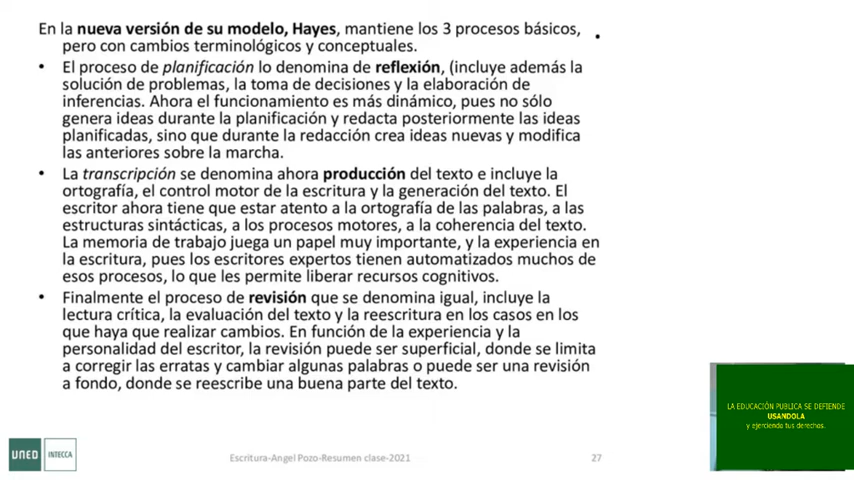 En la nueva versión de su modelo, Hayes, mantiene los 3 procesos básicos,
pero con cambios terminológicos y conceptuales.
• El proceso de planificación lo denomina de reflexión, (incluye además la
solución de problemas, la toma de decisiones y la elaboración de
inferencias. Ahora el funcionamiento es más dinámico, pues no sólo
genera ideas durante la planificación y redacta posteriormente las ideas
planificadas, sino que durante la redacción crea ideas nuevas y modifica
las anteriores sobre la marcha.
• La transcripción se denomina ahora producción del texto e incluye la
ortografía, el control motor de la escritura y la generación del texto. El
escritor ahora tiene que estar atento a la ortografía de las palabras, a las
estructuras sintácticas, a los procesos motores, a la coherencia del texto.
La memoria de trabajo juega un papel muy importante, y la experiencia en
la escritura, pues los escritores expertos tienen automatizados muchos de
esos procesos, lo que les permite liberar recursos cognitivos.
• Finalmente el proceso de revisión que se denomina igual, incluye la
lectura crítica, la evaluación del texto y la reescritura en los casos en los
que haya que realizar cambios. En función de la experiencia y la
personalidad del escritor, la revisión puede ser superficial, donde se limita
a corregir las erratas y cambiar algunas palabras o puede ser una revisión
a fondo, donde se reescribe una buena parte del texto.
LA EDUCACIÓN PUBLICA SE DEFIENDE
USANDOLA
y ejerciendo tus derechos.
UNED INTECCA
Escritura-Angel Pozo-Resumen clase-2021
27